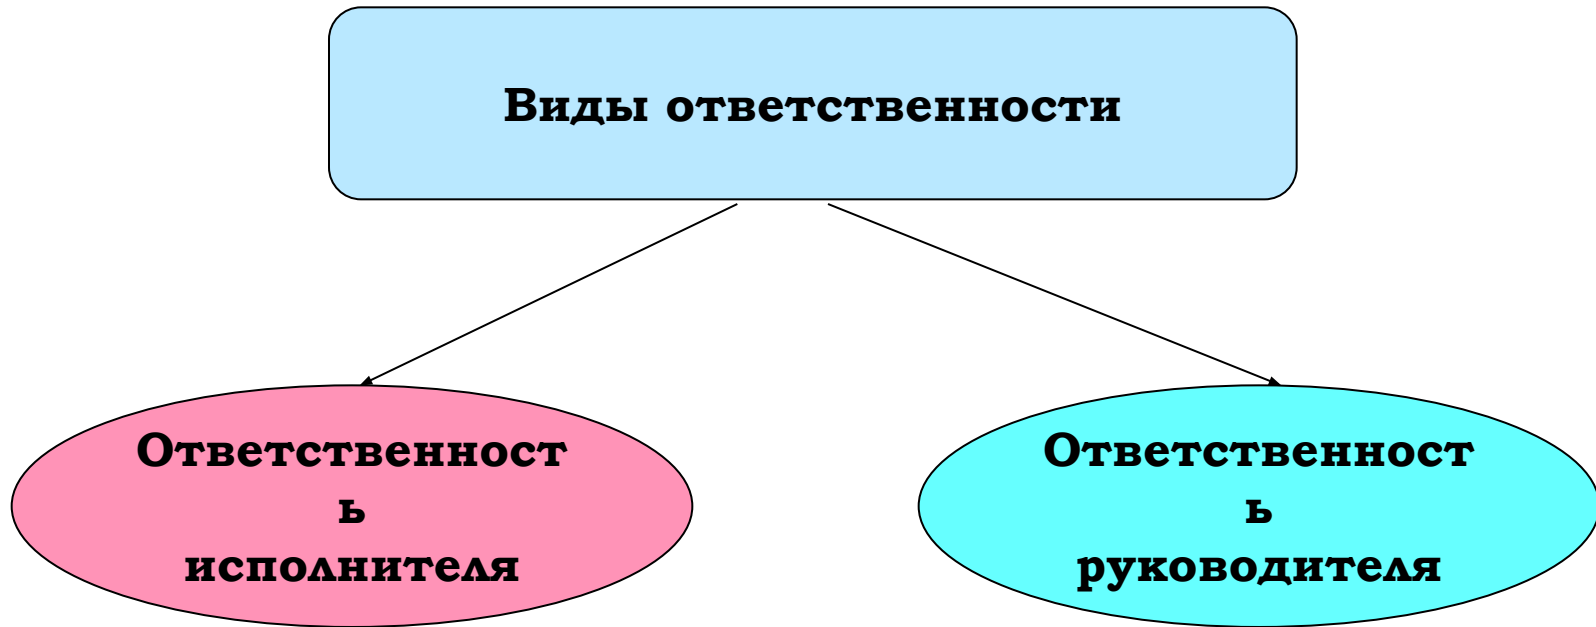 Виды ответственности
Ответственност
ь
исполнителя
Ответственност
ь
руководителя